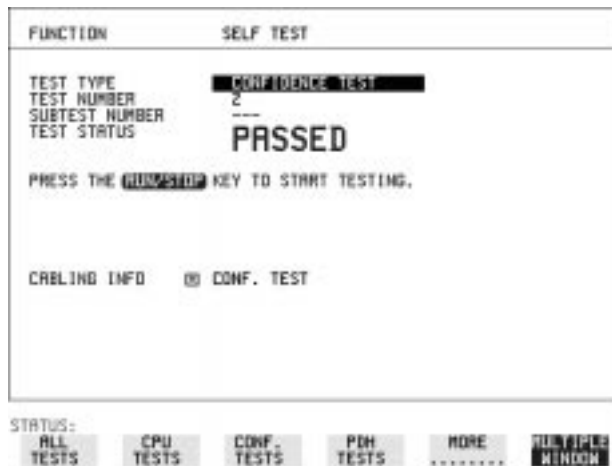 FUNCTION SELF TEST
TEST TYPE CONFIDENCE TEST
TEST NUMBER 2
SUBTEST NUMBER ---
TEST STATUS PASSED
PRESS THE RUN/STOP KEY TO START TESTING.
CABLING INFO CONF. TEST
STATUS:
ALL TESTS CPU TESTS CONF. TESTS PDH TESTS MORE ........ MULTIPLE WINDOW